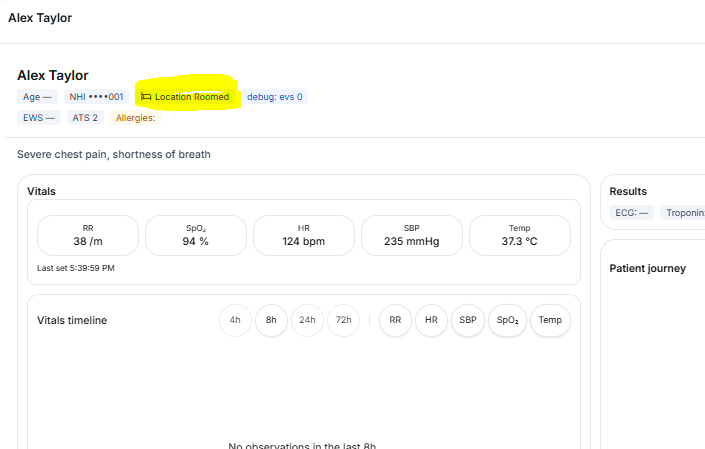 Alex Taylor
Alex Taylor
Age —
NHI ••••001
Location Roomed
debug: evs 0
EWS —
ATS 2
Allergies:
Severe chest pain, shortness of breath
Vitals
RR
38 /m
SpO₂
94 %
HR
124 bpm
SBP
235 mmHg
Temp
37.3 °C
Last set 5:39:59 PM
Vitals timeline
4h
8h
24h
72h
RR
HR
SBP
SpO₂
Temp
No observations in the last 8h
Results
ECG: —
Troponin:
Patient journey